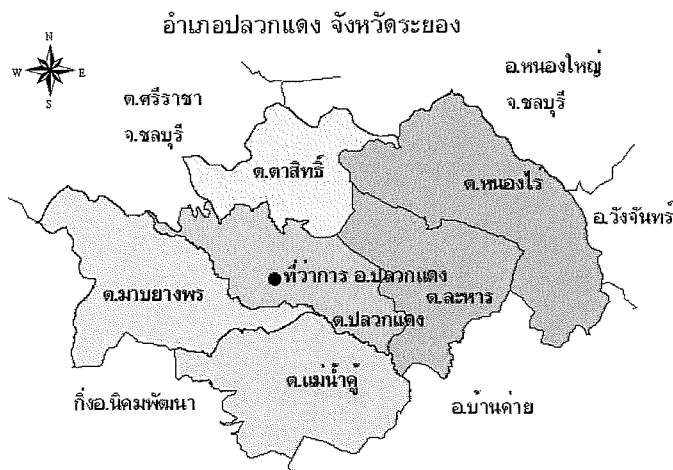 อำเภอปลวกแดง จังหวัดระยอง
N
W E
S
อ.หนองใหญ่
จ.ชลบุรี
ต.ศรีราชา
จ.ชลบุรี
ต.ตาสิทธิ์
ต.หนองไร่
อ.วังจันทร์
ที่ว่าการ อ.ปลวกแดง
ต.มาบยางพร
ต.ละหาร
ต.ปลวกแดง
ต.แม่น้ำคู้
กิ่งอ.นิคมพัฒนา
อ.บ้านค่าย